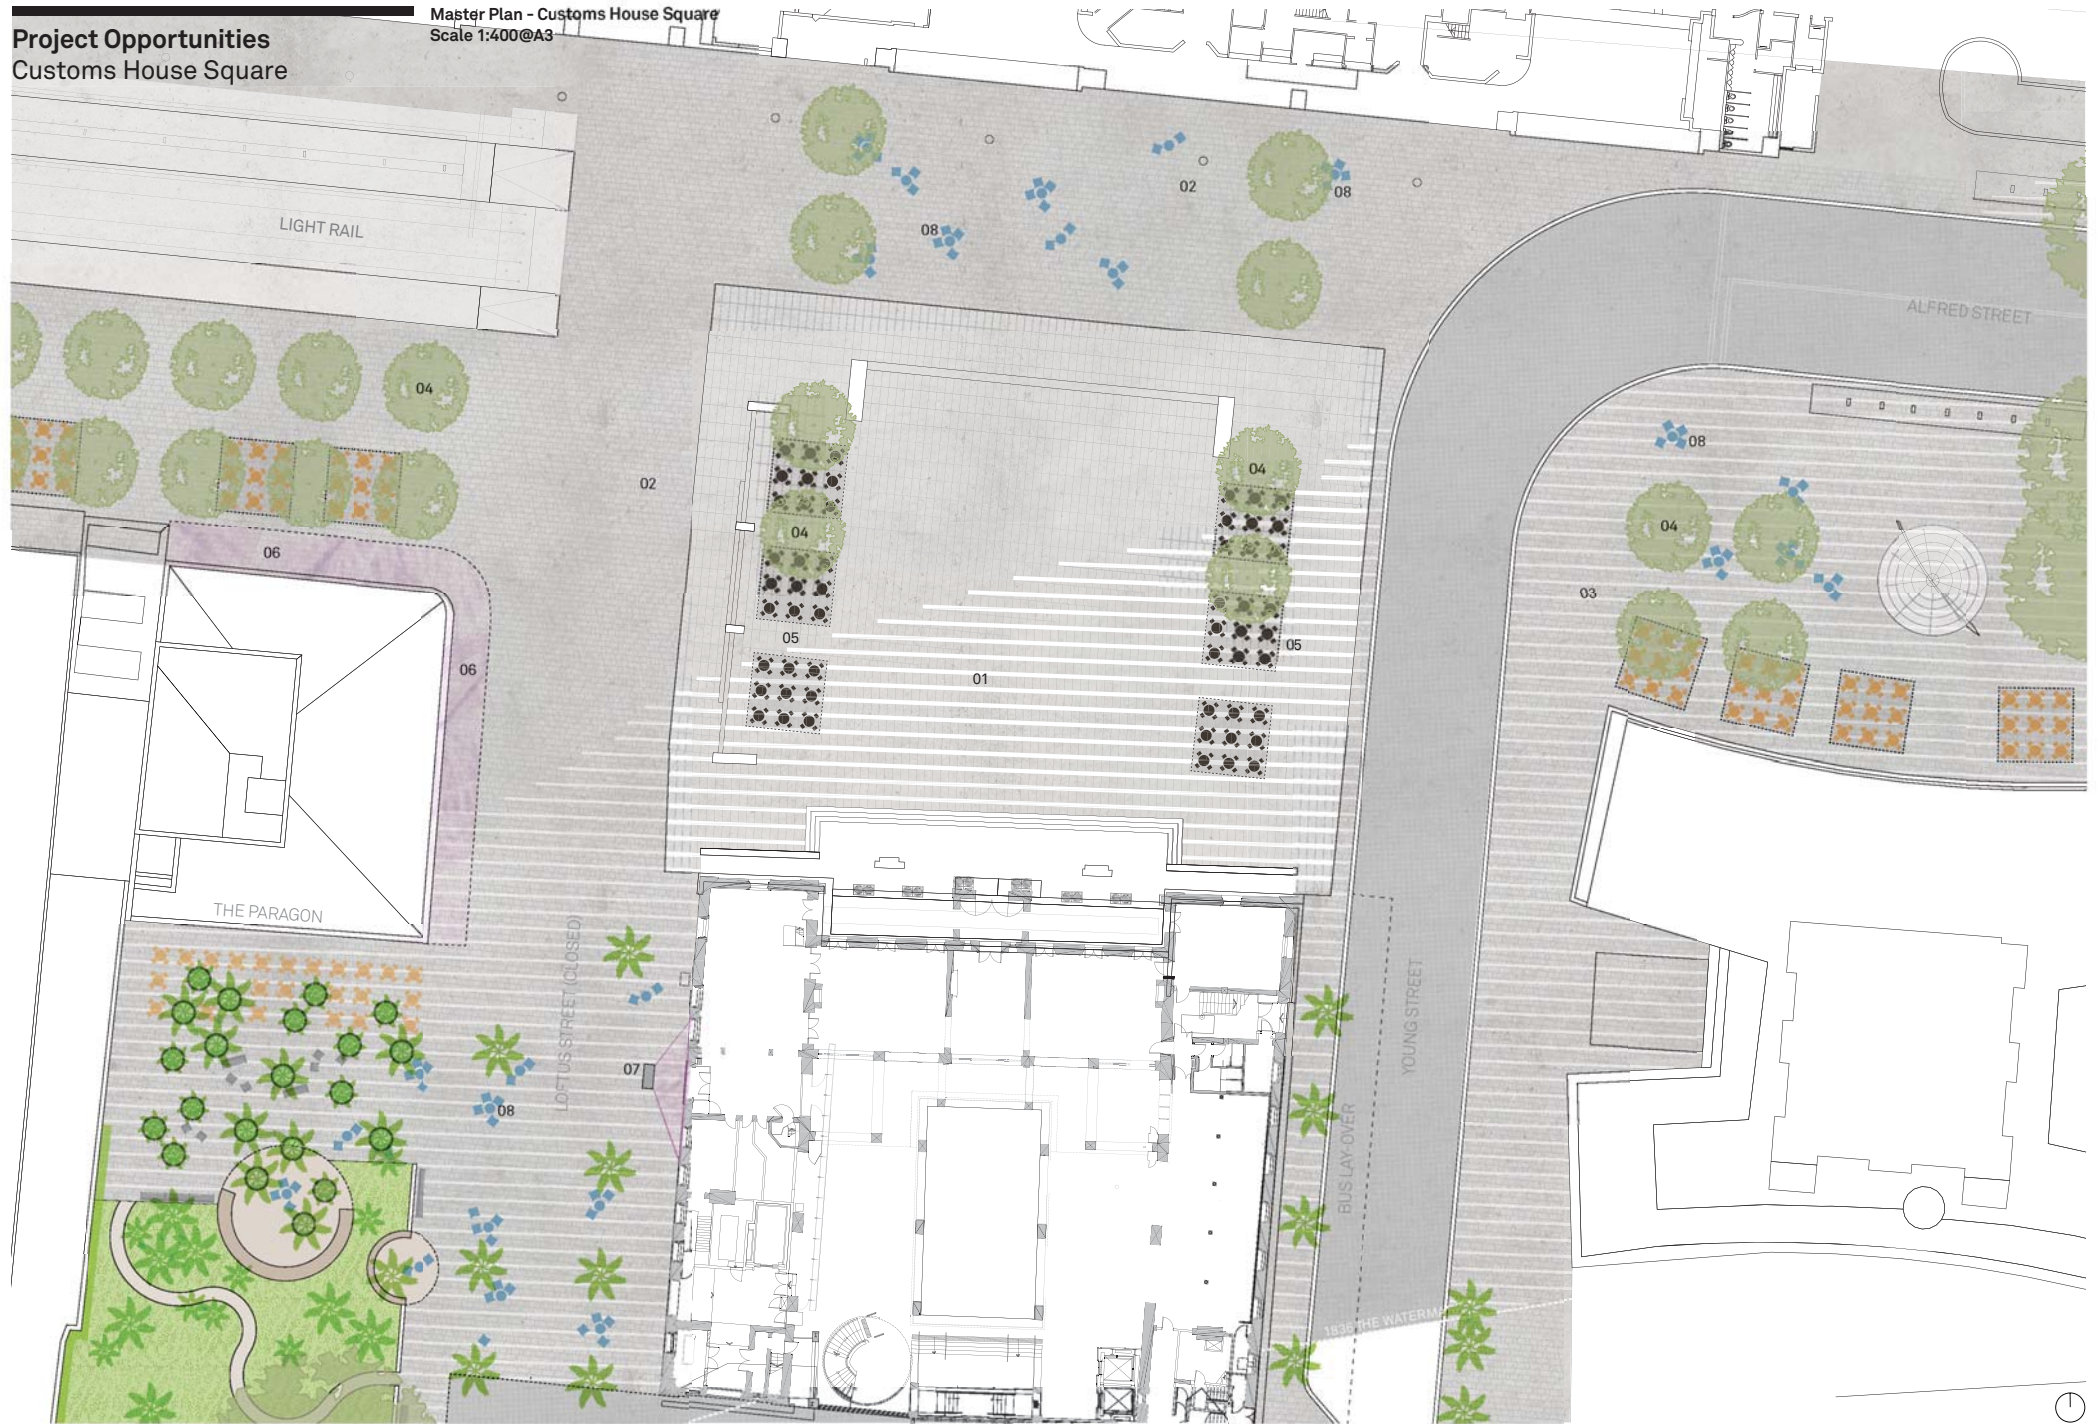 Master Plan - Customs House Square
Scale 1:400@A3
Project Opportunities
Customs House Square
02
08
08
LIGHT RAIL
ALFRED STREET
04
08
04
02
04
04
06
03
05
05
06
01
THE PARAGON
LOFTUS STREET (CLOSED)
YOUNG STREET
07
08
BUS LAY-OVER
1836 THE WATERMA